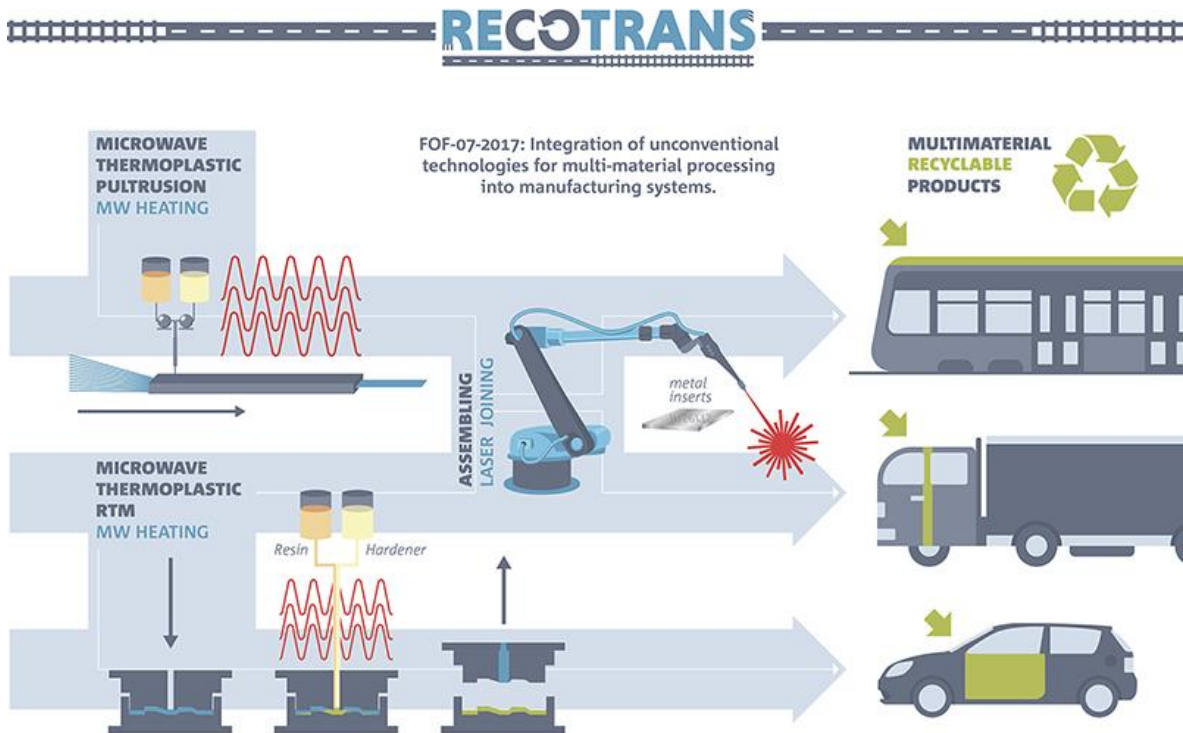 RECOTRANS
MICROWAVE
THERMOPLASTIC
PULTRUSION
MW HEATING
FOF-07-2017: Integration of unconventional
technologies for multi-material processing
into manufacturing systems.
MULTIMATERIAL
RECYCLABLE
PRODUCTS
ASSEMBLING
LASER JOINING
metal
inserts
MICROWAVE
THERMOPLASTIC
RTM
MW HEATING
Resin
Hardener